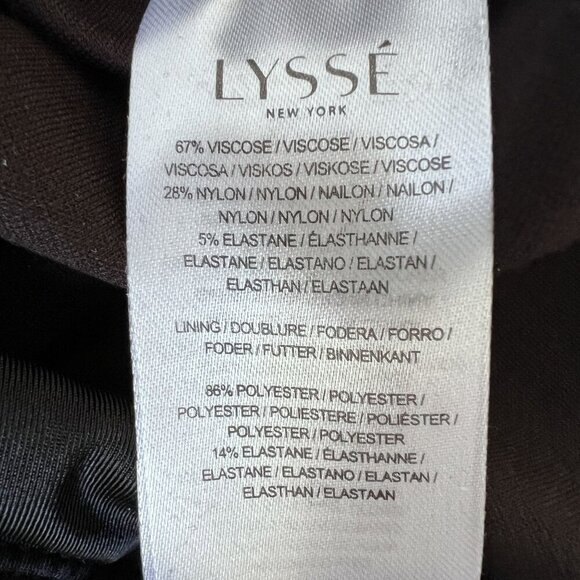 LYSSÉ
NEW YORK
67% VISCOSE / VISCOSE / VISCOSA /
VISCOSA / VISKOS / VISKOSE / VISCOSE
28% NYLON / NYLON / NAILON / NAILON /
NYLON / NYLON / NYLON
5% ELASTANE / ÉLASTHANNE /
ELASTANE / ELASTANO / ELASTAN /
ELASTHAN / ELASTAAN
LINING / DOUBLURE / FODERA / FORRO /
FODER / FUTTER / BINNENKANT
86% POLYESTER / POLYESTER /
POLYESTER / POLIESTERE / POLIÉSTER /
POLYESTER / POLYESTER
14% ELASTANE / ÉLASTHANNE /
ELASTANE / ELASTANO / ELASTAN /
ELASTHAN / ELASTAAN